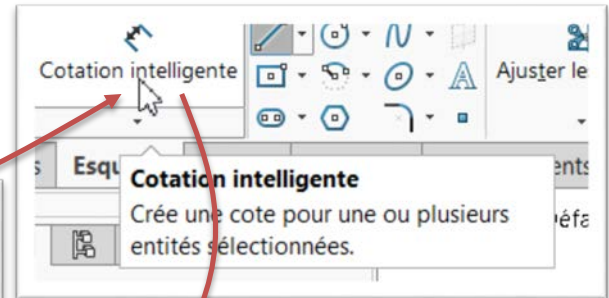 Cotation intelligente
Ajuster le
s Esqu
ents
Cotation intelligente
Crée une cote pour une ou plusieurs
éfa
entités sélectionnées.